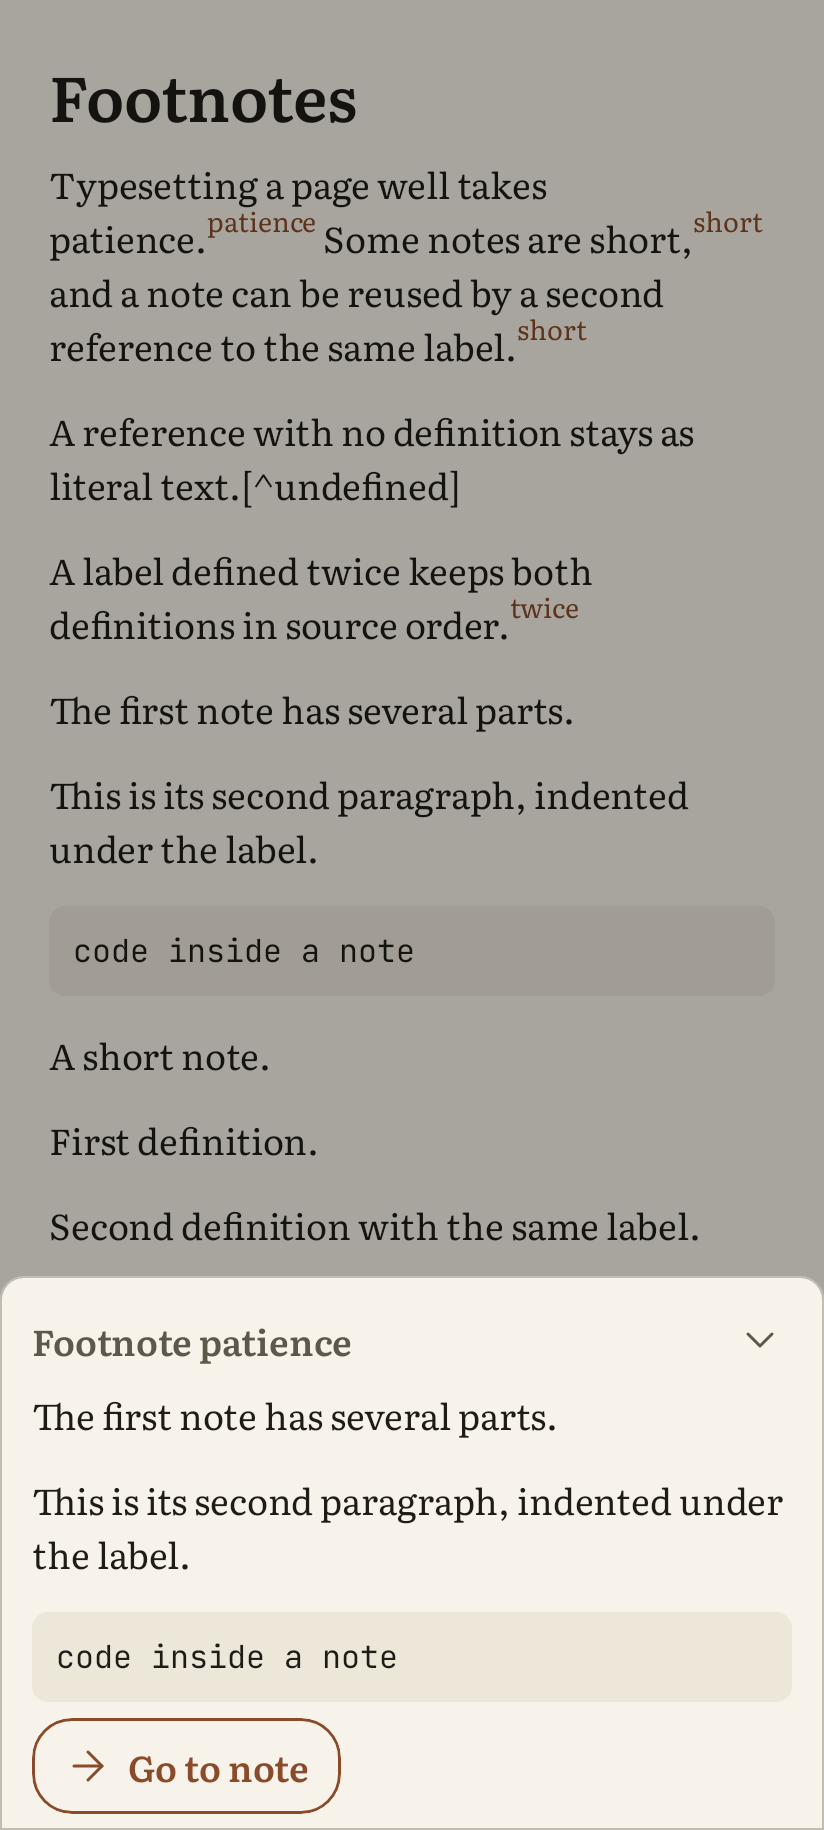 Footnotes
Typesetting a page well takes
patience.patience Some notes are short,short
and a note can be reused by a second
reference to the same label.short
A reference with no definition stays as
literal text.[^undefined]
A label defined twice keeps both
definitions in source order.twice
The first note has several parts.
This is its second paragraph, indented
under the label.
code inside a note
A short note.
First definition.
Second definition with the same label.
Footnote patience
The first note has several parts.
This is its second paragraph, indented under
the label.
code inside a note
Go to note